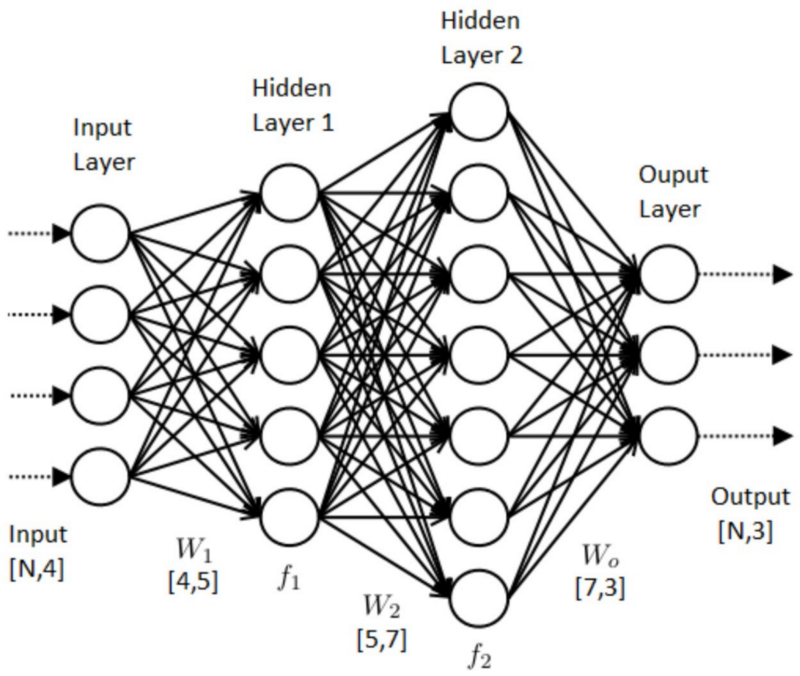 Hidden
Layer 2
Hidden
Layer 1
Input
Layer
Ouput
Layer
Input
[N,4]
W₁
[4,5]
f₁
W₂
[5,7]
f₂
Wₒ
[7,3]
Output
[N,3]